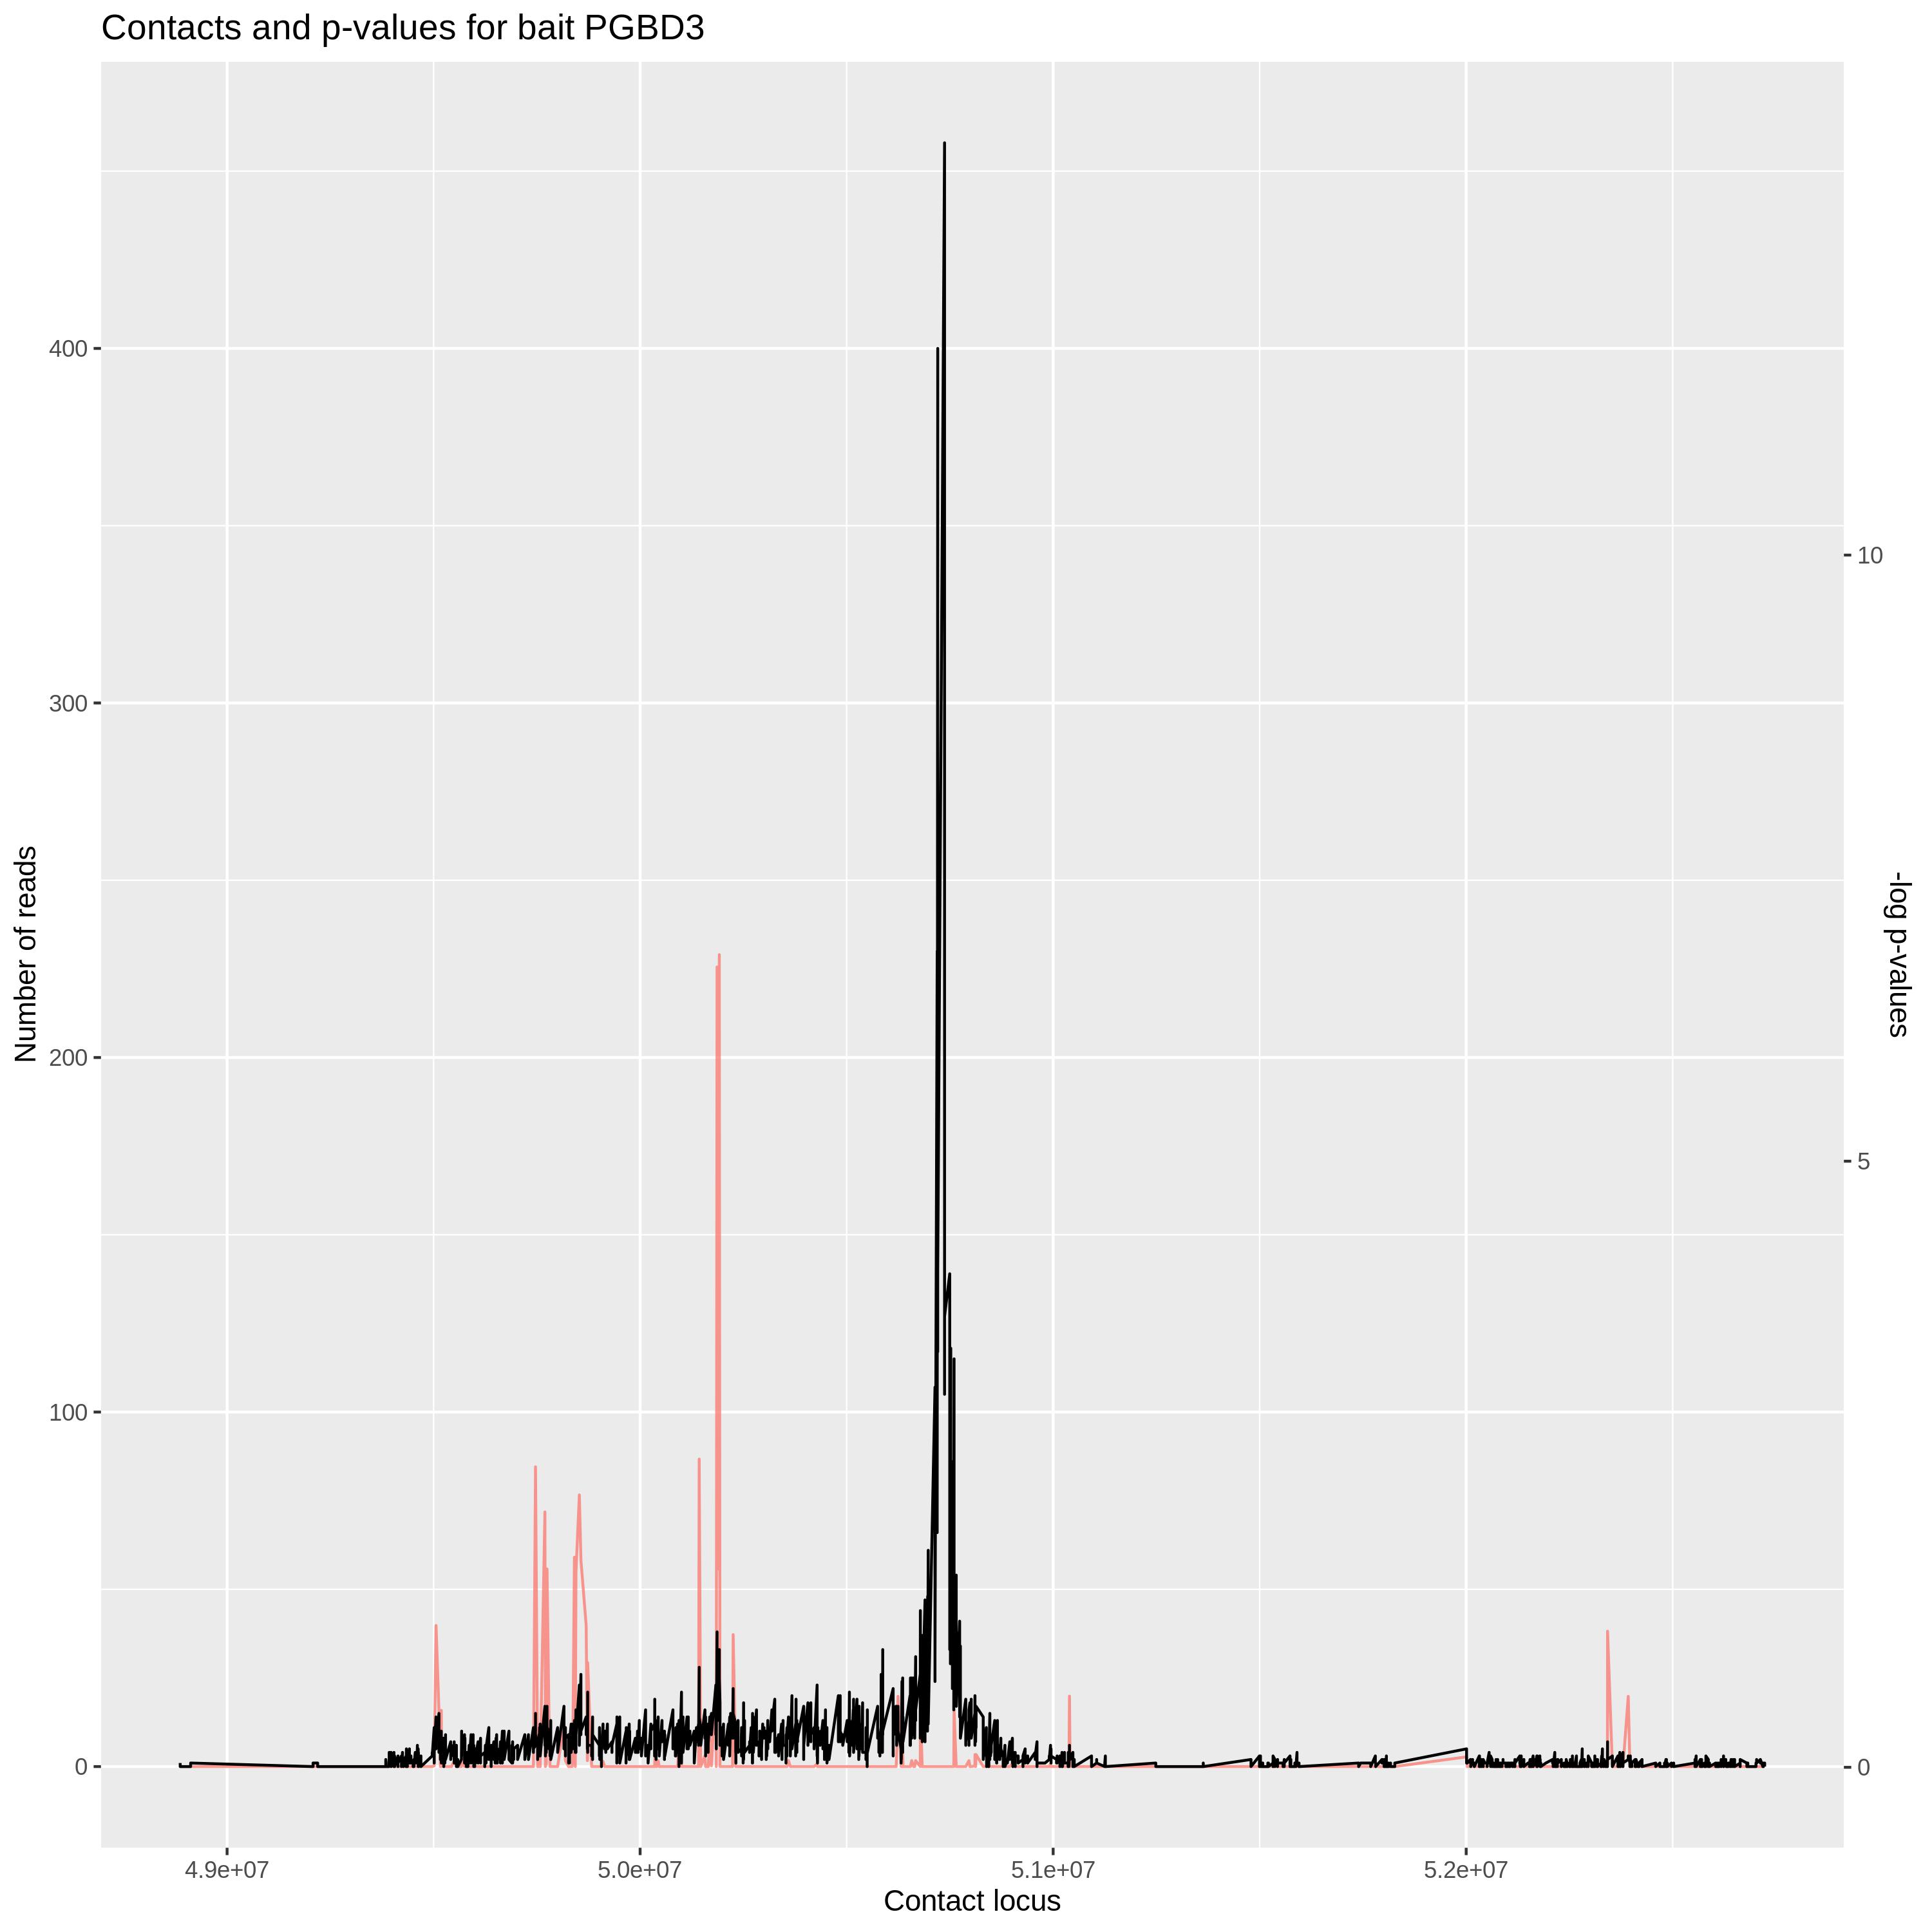 Contacts and p-values for bait PGBD3
400
300
200
100
0
Number of reads
10
5
0
-log p-values
4.9e+07
5.0e+07
5.1e+07
5.2e+07
Contact locus